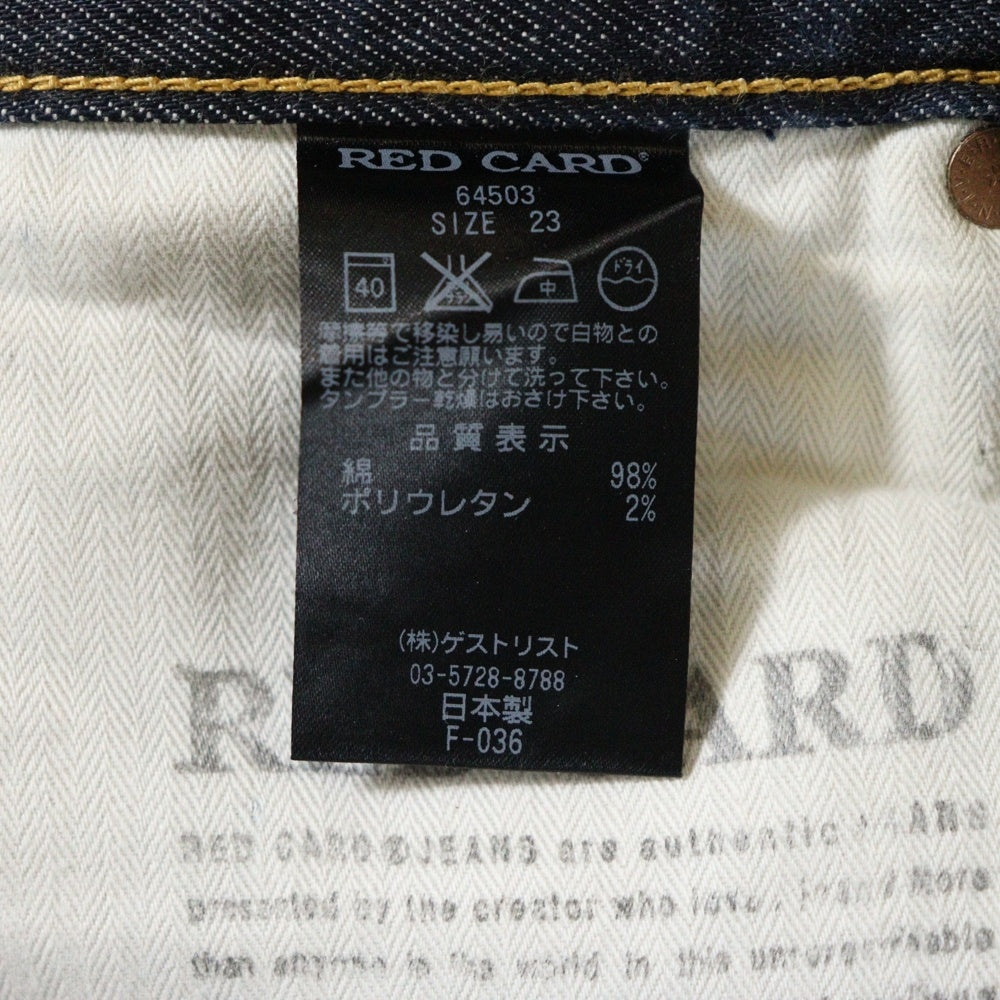 RED CARD®
64503
SIZE 23
40 中 ドライ
摩擦等で移染し易いので白物との
着用はご注意願います。
また他の物と分けて洗って下さい。
タンブラー乾燥はおさけ下さい。
品質表示
綿 98%
ポリウレタン 2%
(株)ゲストリスト
03-5728-8788
日本製
F-036
R ARD
RED CARD®JEANS are authentic JEANS
presented by the creator who loves and More
than anyone in the world in this